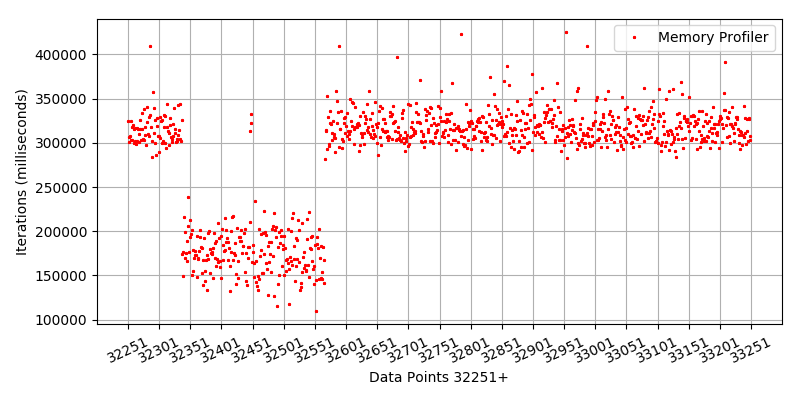 Memory Profiler
Iterations (milliseconds)
400000
350000
300000
250000
200000
150000
100000
32251 32301 32351 32401 32451 32501 32551 32601 32651 32701 32751 32801 32851 32901 32951 33001 33051 33101 33151 33201 33251
Data Points 32251+